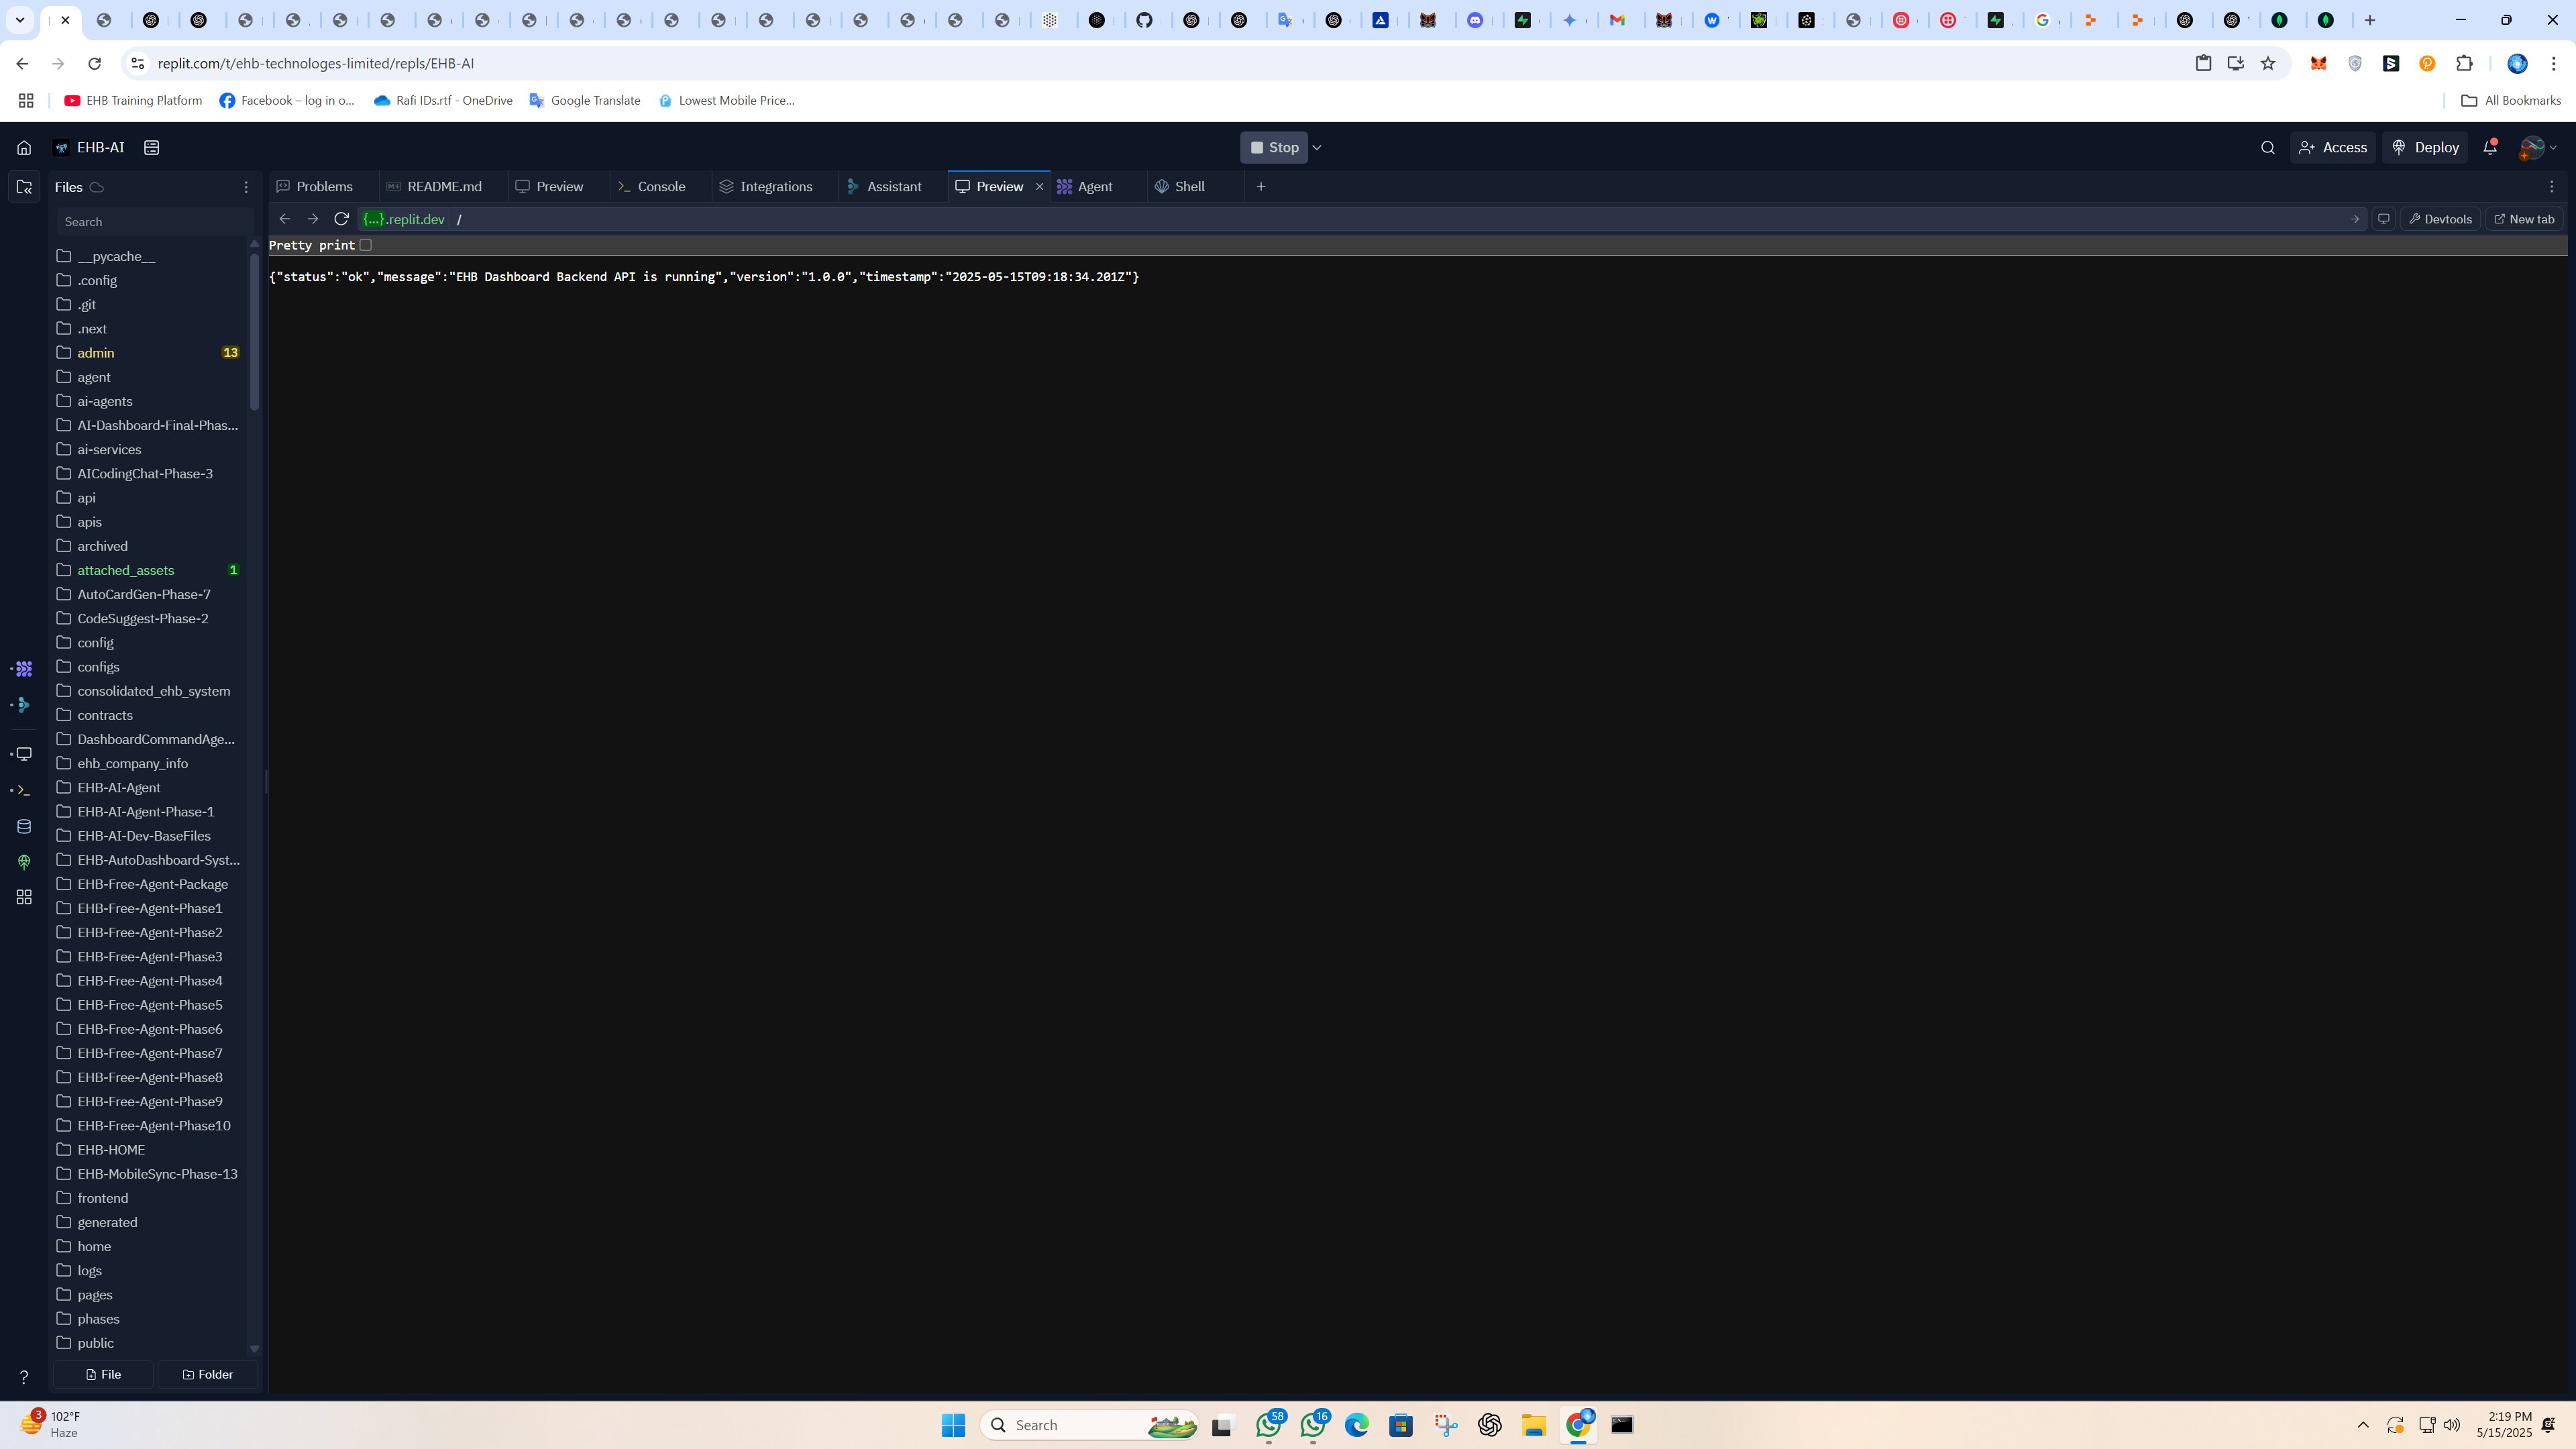 replit.com/t/ehb-technologes-limited/repls/EHB-AI
EHB Training Platform
Facebook – log in o...
Rafi IDs.rtf - OneDrive
Google Translate
Lowest Mobile Price...
All Bookmarks
EHB-AI
Stop
Access
Deploy
Files
Problems
README.md
Preview
Console
Integrations
Assistant
Preview
Agent
Shell
Search
{...}.replit.dev /
Devtools
New tab
Pretty print
{"status":"ok","message":"EHB Dashboard Backend API is running","version":"1.0.0","timestamp":"2025-05-15T09:18:34.201Z"}
__pycache__
.config
.git
.next
admin 13
agent
ai-agents
AI-Dashboard-Final-Phas...
ai-services
AICodingChat-Phase-3
api
apis
archived
attached_assets 1
AutoCardGen-Phase-7
CodeSuggest-Phase-2
config
configs
consolidated_ehb_system
contracts
DashboardCommandAge...
ehb_company_info
EHB-AI-Agent
EHB-AI-Agent-Phase-1
EHB-AI-Dev-BaseFiles
EHB-AutoDashboard-Syst...
EHB-Free-Agent-Package
EHB-Free-Agent-Phase1
EHB-Free-Agent-Phase2
EHB-Free-Agent-Phase3
EHB-Free-Agent-Phase4
EHB-Free-Agent-Phase5
EHB-Free-Agent-Phase6
EHB-Free-Agent-Phase7
EHB-Free-Agent-Phase8
EHB-Free-Agent-Phase9
EHB-Free-Agent-Phase10
EHB-HOME
EHB-MobileSync-Phase-13
frontend
generated
home
logs
pages
phases
public
File
Folder
3
102°F
Haze
Search
58
16
2:19 PM
5/15/2025